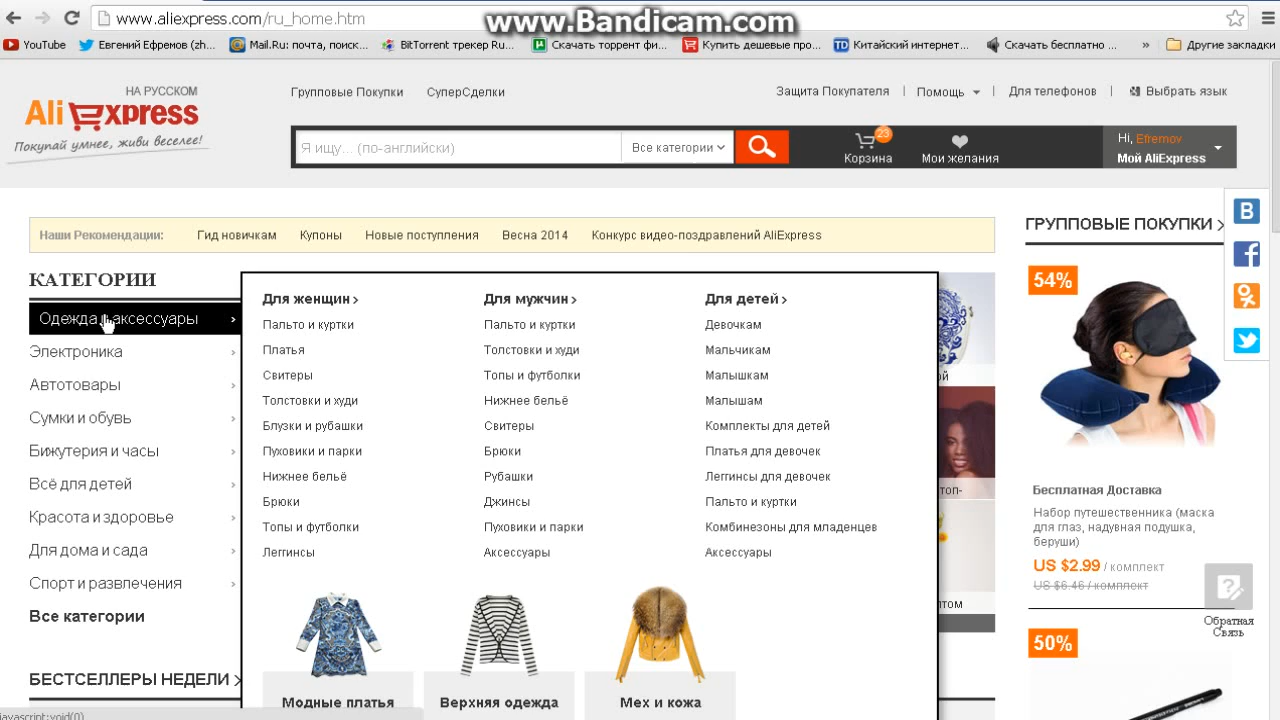 www.aliexpress.com/ru_home.htm
www.Bandicam.com
YouTube
Евгений Ефремов (zh...
Mail.Ru: почта, поиск...
BitTorrent трекер Ru...
Скачать торрент фи...
Купить дешевые про...
Китайский интернет...
Скачать бесплатно ...
»
Другие закладки
НА РУССКОМ
AliExpress
Покупай умнее, живи веселее!
Групповые Покупки
СуперСделки
Защита Покупателя
Помощь
Для телефонов
Выбрать язык
Я ищу... (по-английски)
Все категории
23
Корзина
Мои желания
Hi, Efremov
Мой AliExpress
Наши Рекомендации:
Гид новичкам
Купоны
Новые поступления
Весна 2014
Конкурс видео-поздравлений AliExpress
КАТЕГОРИИ
Одежда и аксессуары
Электроника
Автотовары
Сумки и обувь
Бижутерия и часы
Всё для детей
Красота и здоровье
Для дома и сада
Спорт и развлечения
Все категории
БЕСТСЕЛЛЕРЫ НЕДЕЛИ >
Для женщин >
Пальто и куртки
Платья
Свитеры
Толстовки и худи
Блузки и рубашки
Пуховики и парки
Нижнее бельё
Брюки
Топы и футболки
Леггинсы
Для мужчин >
Пальто и куртки
Толстовки и худи
Топы и футболки
Нижнее бельё
Свитеры
Брюки
Рубашки
Джинсы
Пуховики и парки
Аксессуары
Для детей >
Девочкам
Мальчикам
Малышкам
Малышам
Комплекты для детей
Платья для девочек
Леггинсы для девочек
Пальто и куртки
Комбинезоны для младенцев
Аксессуары
Модные платья
Верхняя одежда
Мех и кожа
ой
топ-
птом
ГРУППОВЫЕ ПОКУПКИ >
54%
Бесплатная Доставка
Набор путешественника (маска
для глаз, надувная подушка,
беруши)
US $2.99 / комплект
US $6.46 / комплект
50%
Обратная
Связь
javascript:void(0)